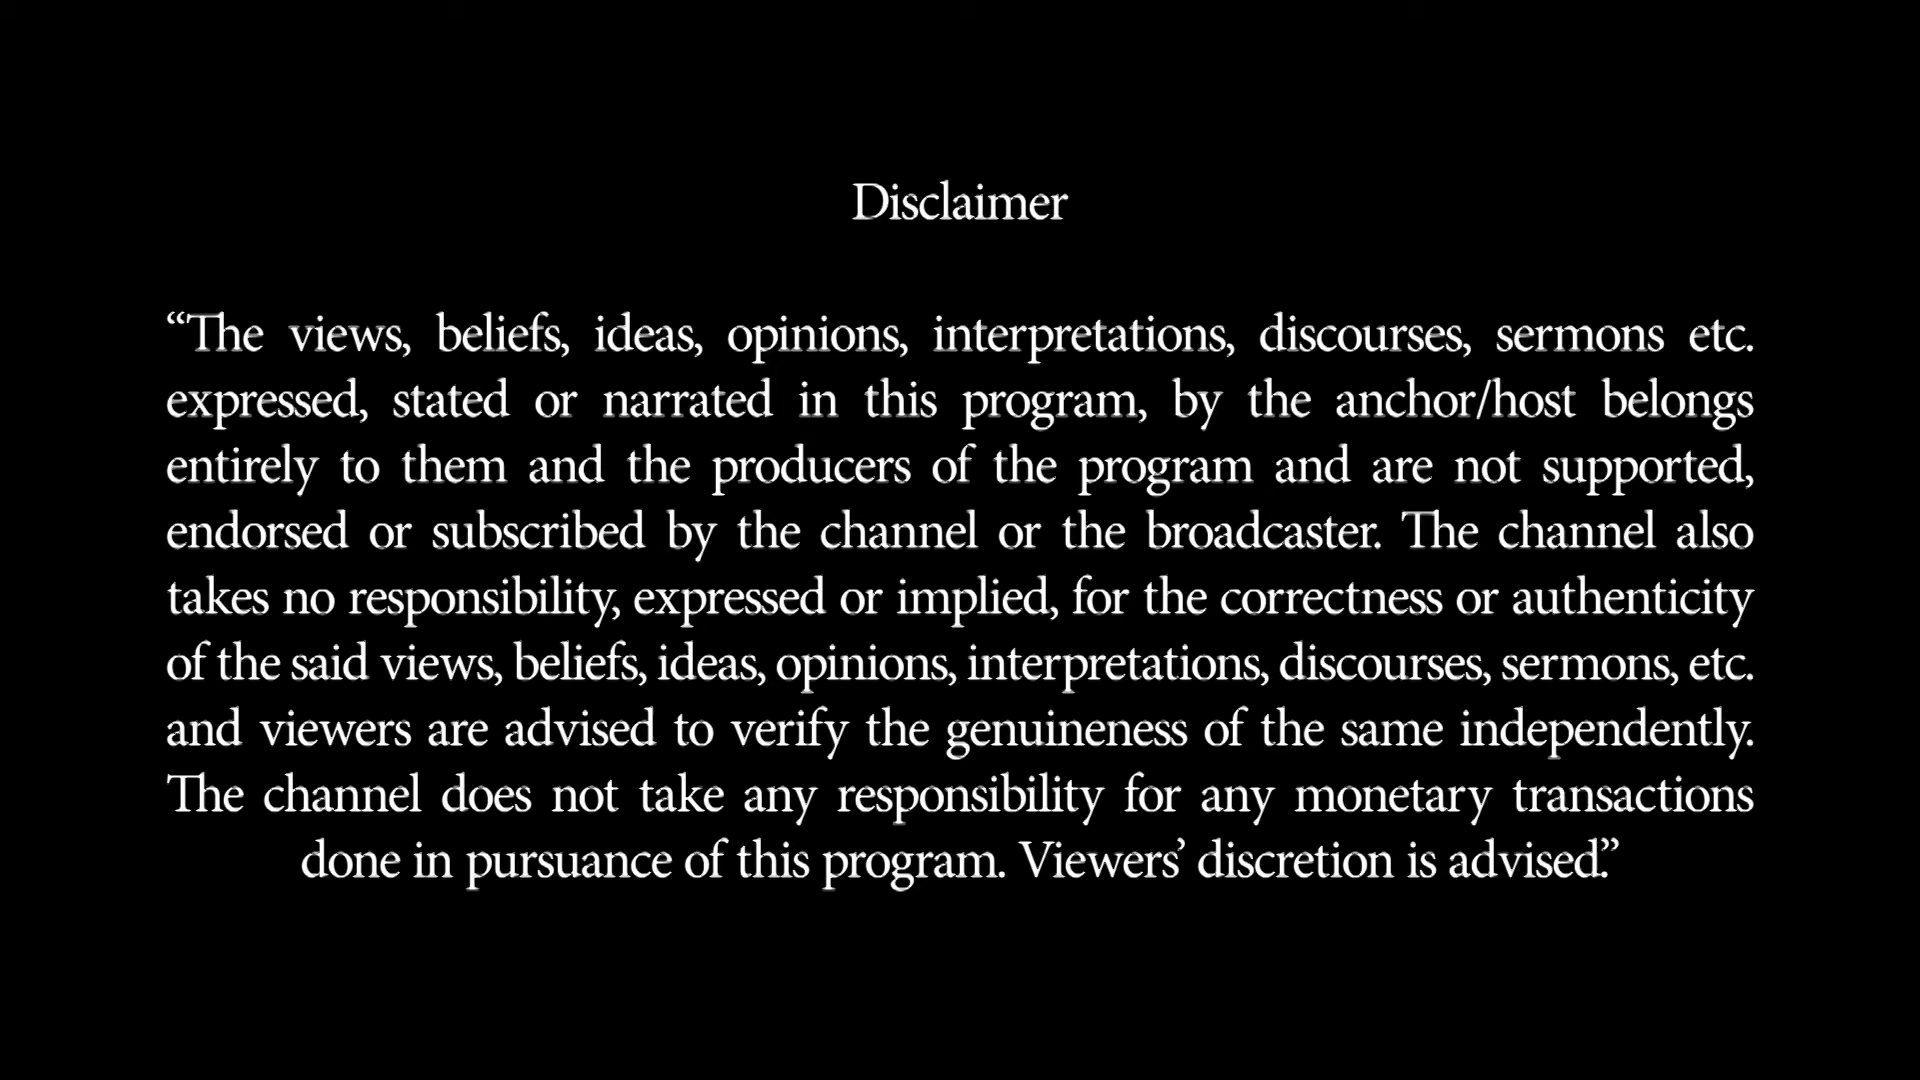 Disclaimer
“The views, beliefs, ideas, opinions, interpretations, discourses, sermons etc.
expressed, stated or narrated in this program, by the anchor/host belongs
entirely to them and the producers of the program and are not supported,
endorsed or subscribed by the channel or the broadcaster. The channel also
takes no responsibility, expressed or implied, for the correctness or authenticity
of the said views, beliefs, ideas, opinions, interpretations, discourses, sermons, etc.
and viewers are advised to verify the genuineness of the same independently.
The channel does not take any responsibility for any monetary transactions
done in pursuance of this program. Viewers’ discretion is advised.”